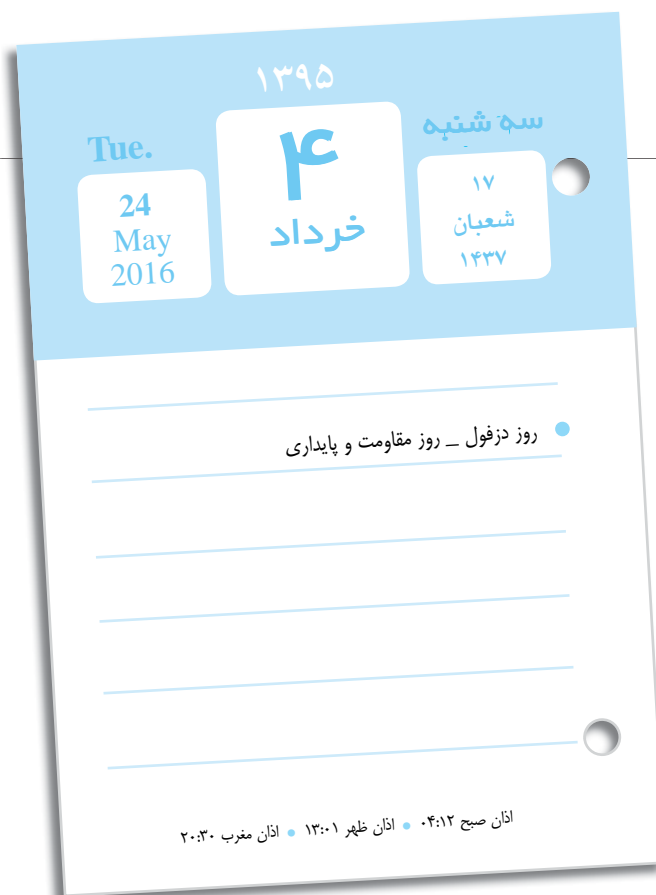 ۱۳۹۵
سه شنبه
۱۷
شعبان
۱۴۳۷
۴
خرداد
Tue.
24
May
2016
روز دزفول _ روز مقاومت و پایداری
اذان صبح ۰۴:۱۲ • اذان ظهر ۱۳:۰۱ • اذان مغرب ۲۰:۳۰